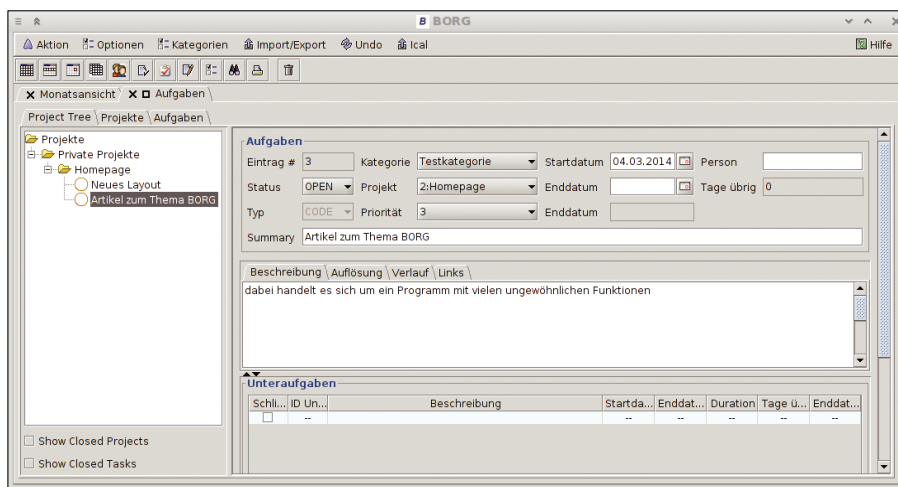 B BORG
Aktion Optionen Kategorien Import/Export Undo Ical Hilfe
Monatsansicht Aufgaben
Project Tree Projekte Aufgaben
Projekte
Private Projekte
Homepage
Neues Layout
Artikel zum Thema BORG
Show Closed Projects
Show Closed Tasks
Aufgaben
Eintrag # 3 Kategorie Testkategorie Startdatum 04.03.2014 Person
Status OPEN Projekt 2:Homepage Enddatum Tage übrig 0
Typ CODE Priorität 3 Enddatum
Summary Artikel zum Thema BORG
Beschreibung Auflösung Verlauf Links
dabei handelt es sich um ein Programm mit vielen ungewöhnlichen Funktionen
Unteraufgaben
Schli... ID Un... Beschreibung Startda... Enddat... Duration Tage ü... Enddat...
-- -- -- -- -- --